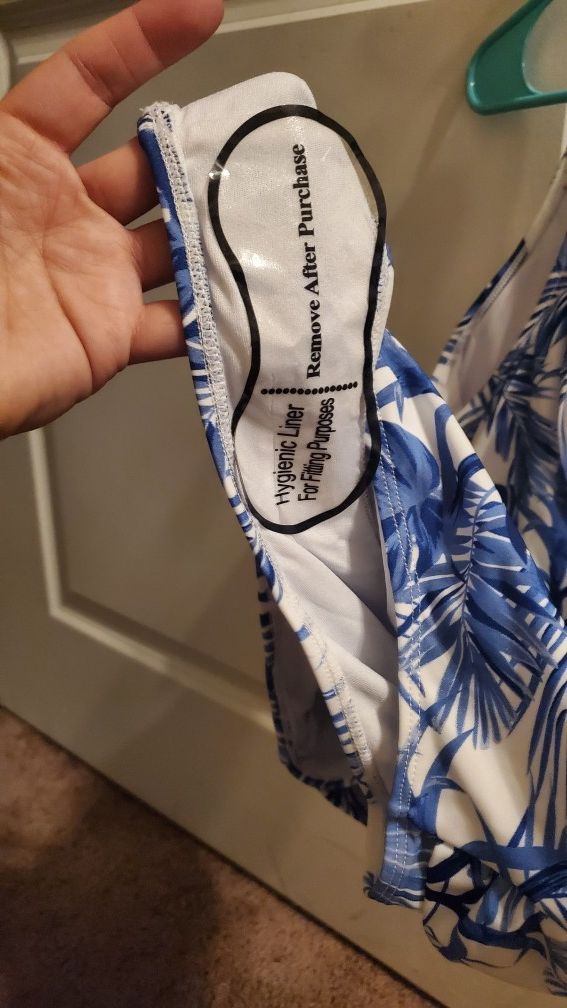 Remove After Purchase
Hygienic Liner
For Fitting Purposes